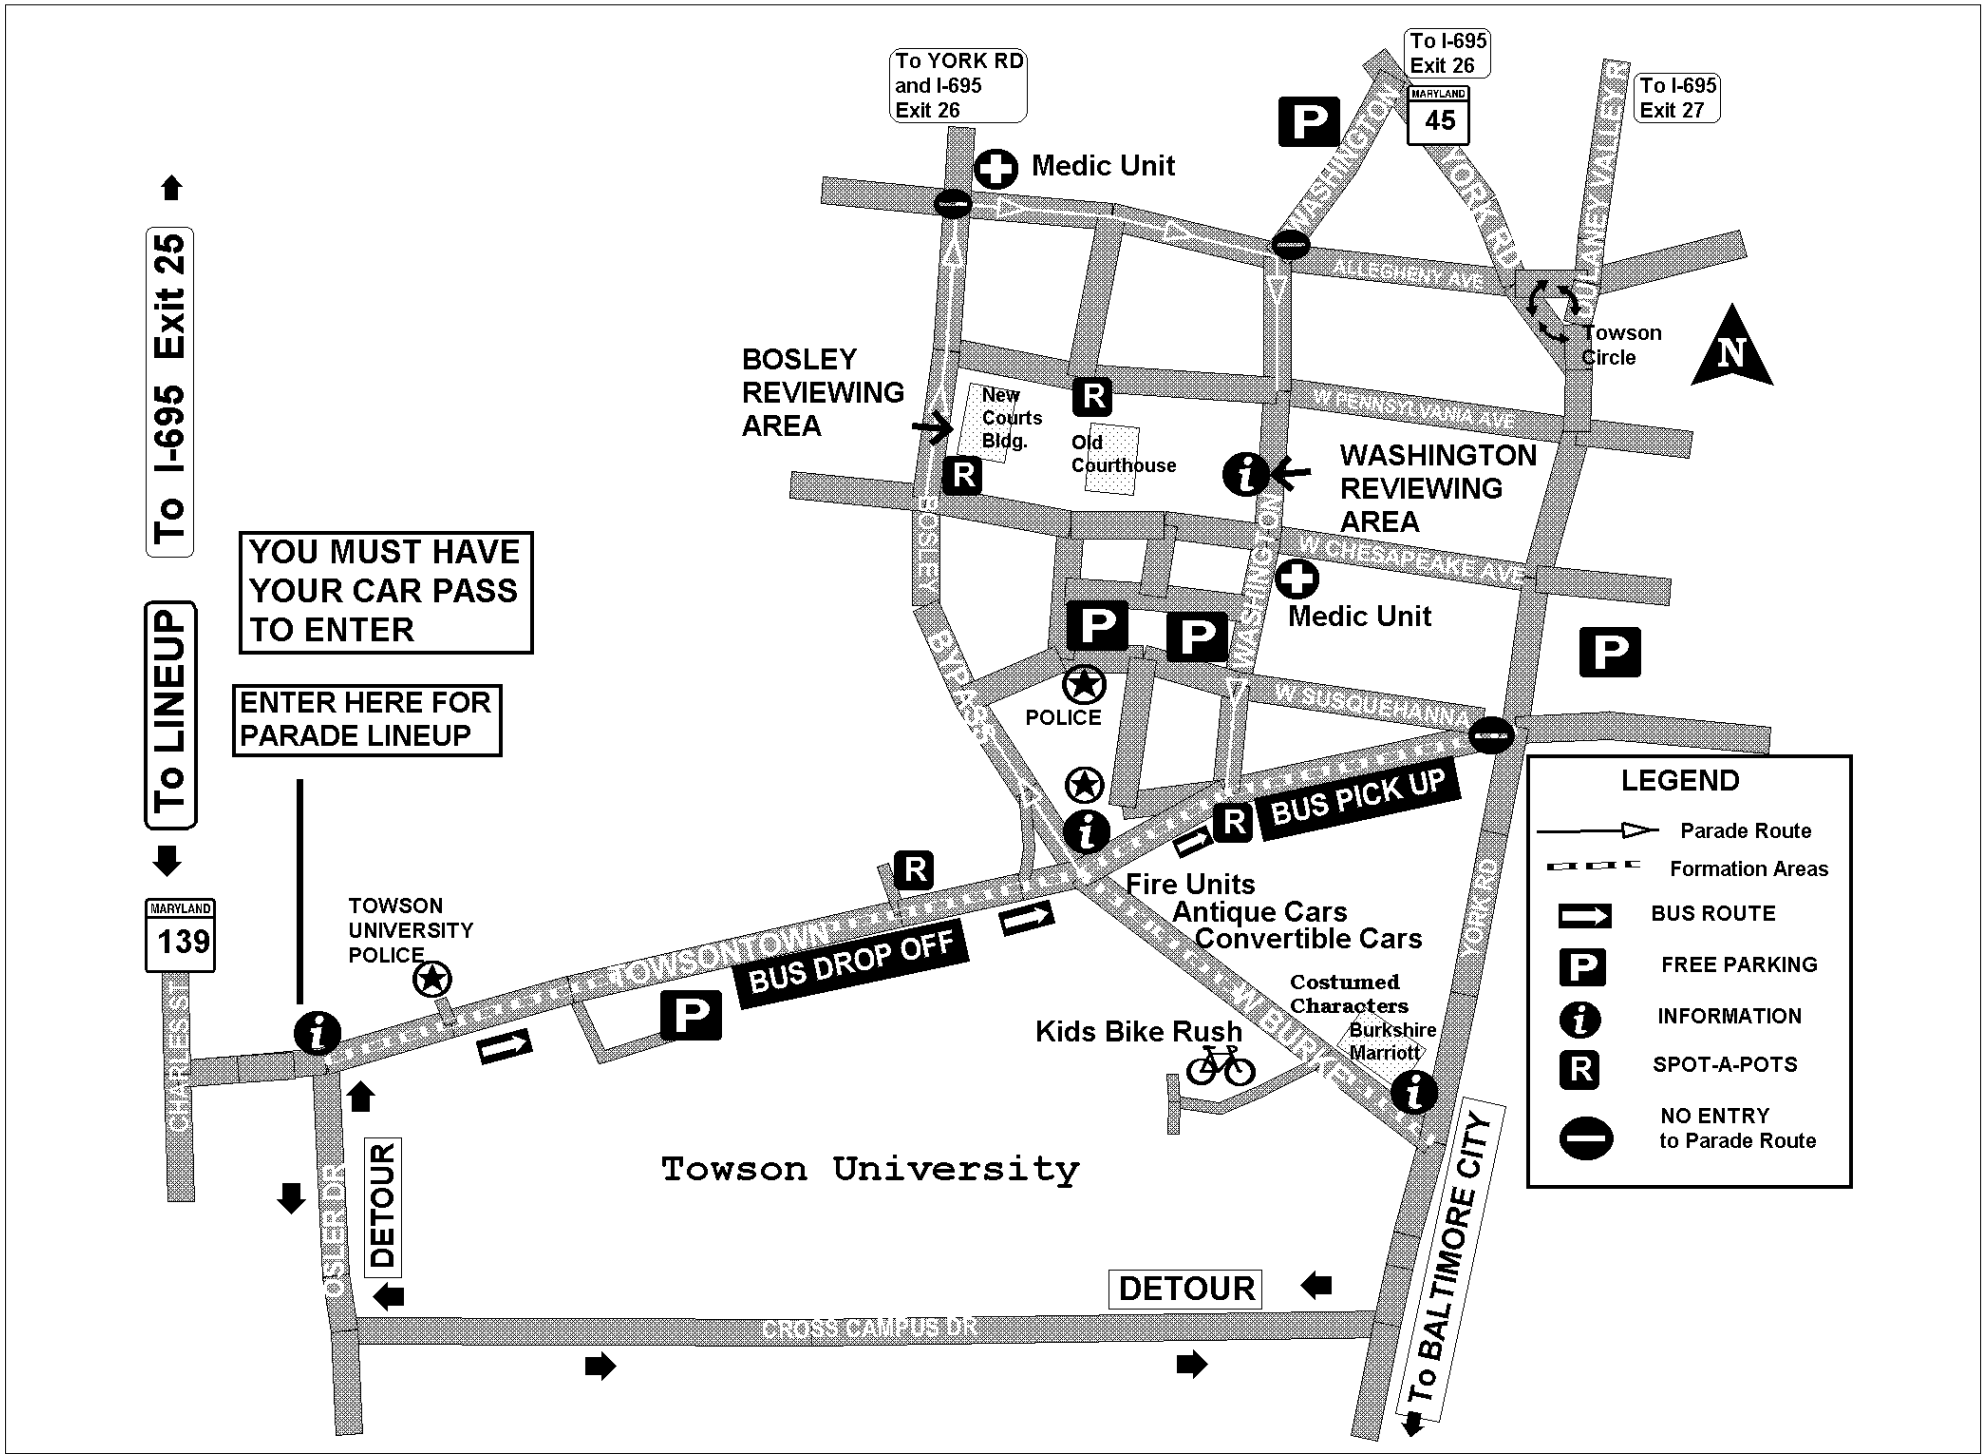 To YORK RD
and I-695
Exit 26
To I-695
Exit 26
MARYLAND
45
To I-695
Exit 27
P
WASHINGTON
YORK RD
DULANEY VALLEY R
Medic Unit
ALLEGHENY AVE
Towson
Circle
N
To I-695 Exit 25
BOSLEY
REVIEWING
AREA
New
Courts
Bldg.
R
Old
Courthouse
W PENNSYLVANIA AVE
R
i
WASHINGTON
REVIEWING
AREA
BOSLEY
WASHINGTON
W CHESAPEAKE AVE
YOU MUST HAVE
YOUR CAR PASS
TO ENTER
Medic Unit
To LINEUP
P
P
WASHINGTON
P
BYPASS
ENTER HERE FOR
PARADE LINEUP
POLICE
W SUSQUEHANNA
i
R
BUS PICK UP
LEGEND
Parade Route
Formation Areas
BUS ROUTE
P
FREE PARKING
i
INFORMATION
R
SPOT-A-POTS
NO ENTRY
to Parade Route
MARYLAND
139
CHARLES ST
TOWSON
UNIVERSITY
POLICE
R
TOWSONTOWN
BUS DROP OFF
P
i
Fire Units
Antique Cars
Convertible Cars
YORK RD
Costumed
Characters
Burkshire
Marriott
W BURKE
Kids Bike Rush
i
Towson University
OSLER DR
DETOUR
DETOUR
CROSS CAMPUS DR
To BALTIMORE CITY